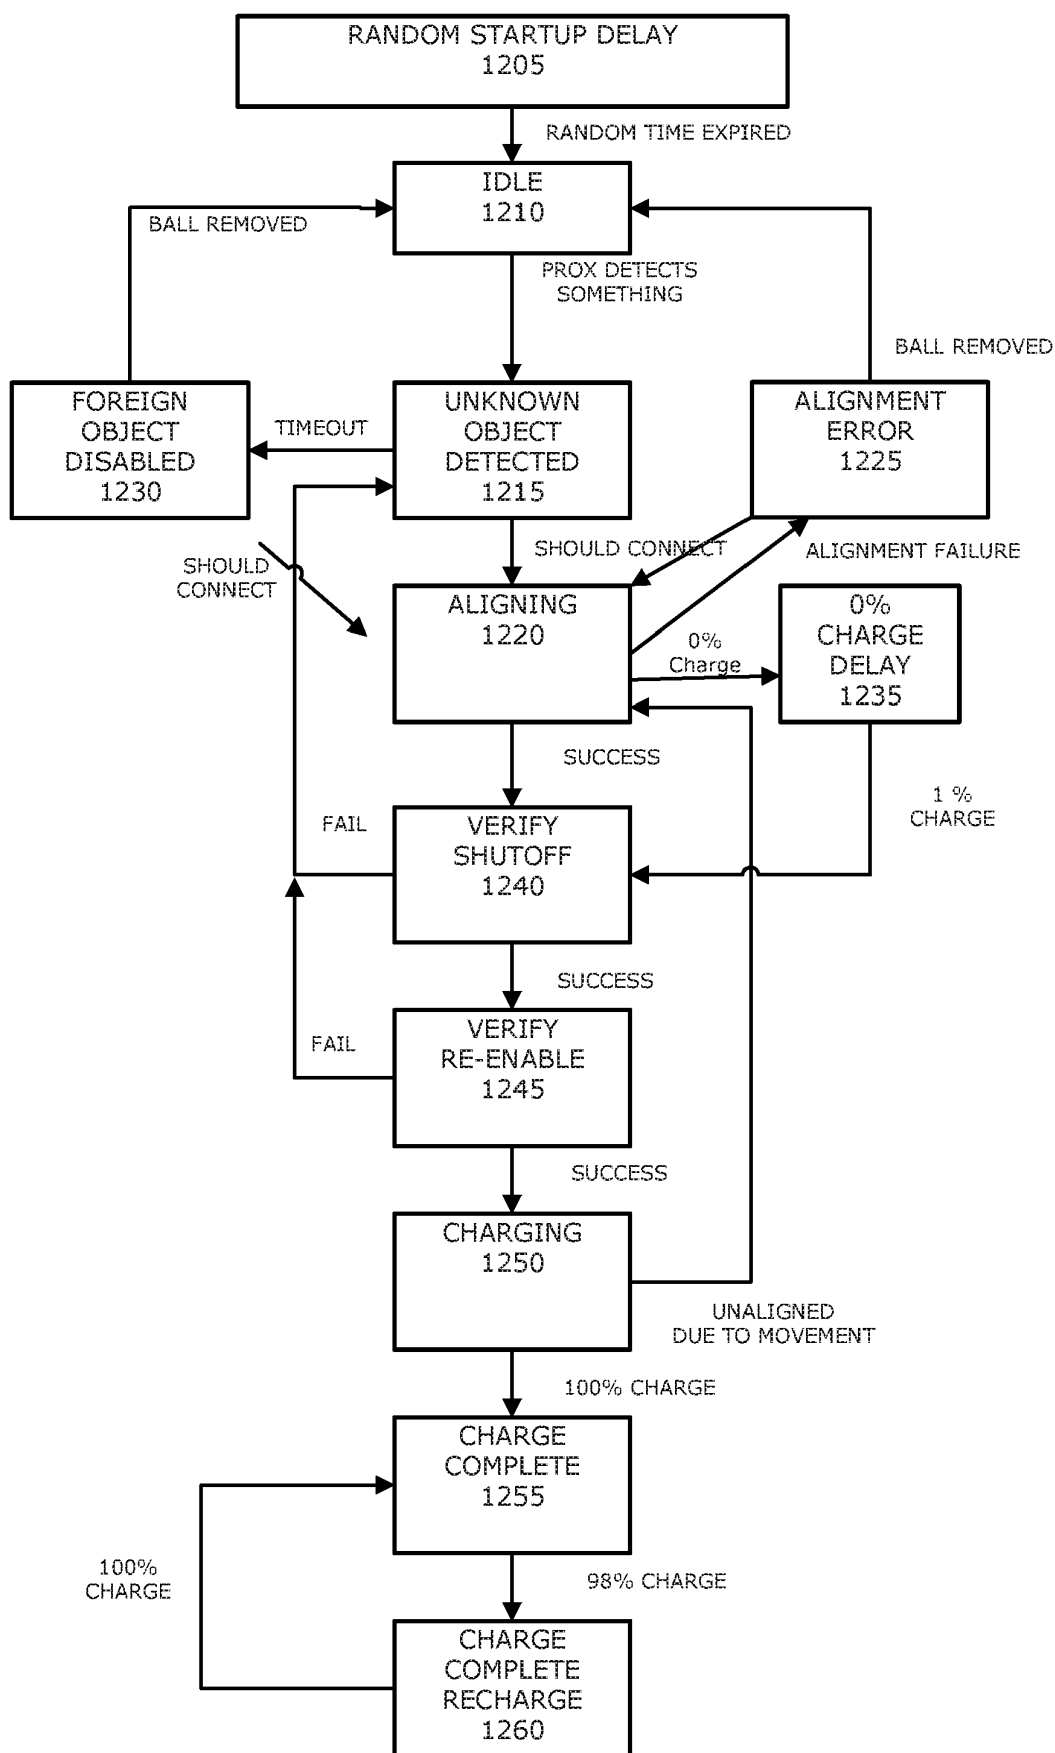 RANDOM STARTUP DELAY
1205
RANDOM TIME EXPIRED
IDLE
1210
BALL REMOVED
PROX DETECTS
SOMETHING
BALL REMOVED
FOREIGN
OBJECT
DISABLED
1230
TIMEOUT
UNKNOWN
OBJECT
DETECTED
1215
ALIGNMENT
ERROR
1225
SHOULD CONNECT
ALIGNMENT FAILURE
SHOULD
CONNECT
ALIGNING
1220
0%
Charge
0%
CHARGE
DELAY
1235
SUCCESS
1 %
CHARGE
FAIL
VERIFY
SHUTOFF
1240
SUCCESS
FAIL
VERIFY
RE-ENABLE
1245
SUCCESS
CHARGING
1250
UNALIGNED
DUE TO MOVEMENT
100% CHARGE
CHARGE
COMPLETE
1255
100%
CHARGE
98% CHARGE
CHARGE
COMPLETE
RECHARGE
1260